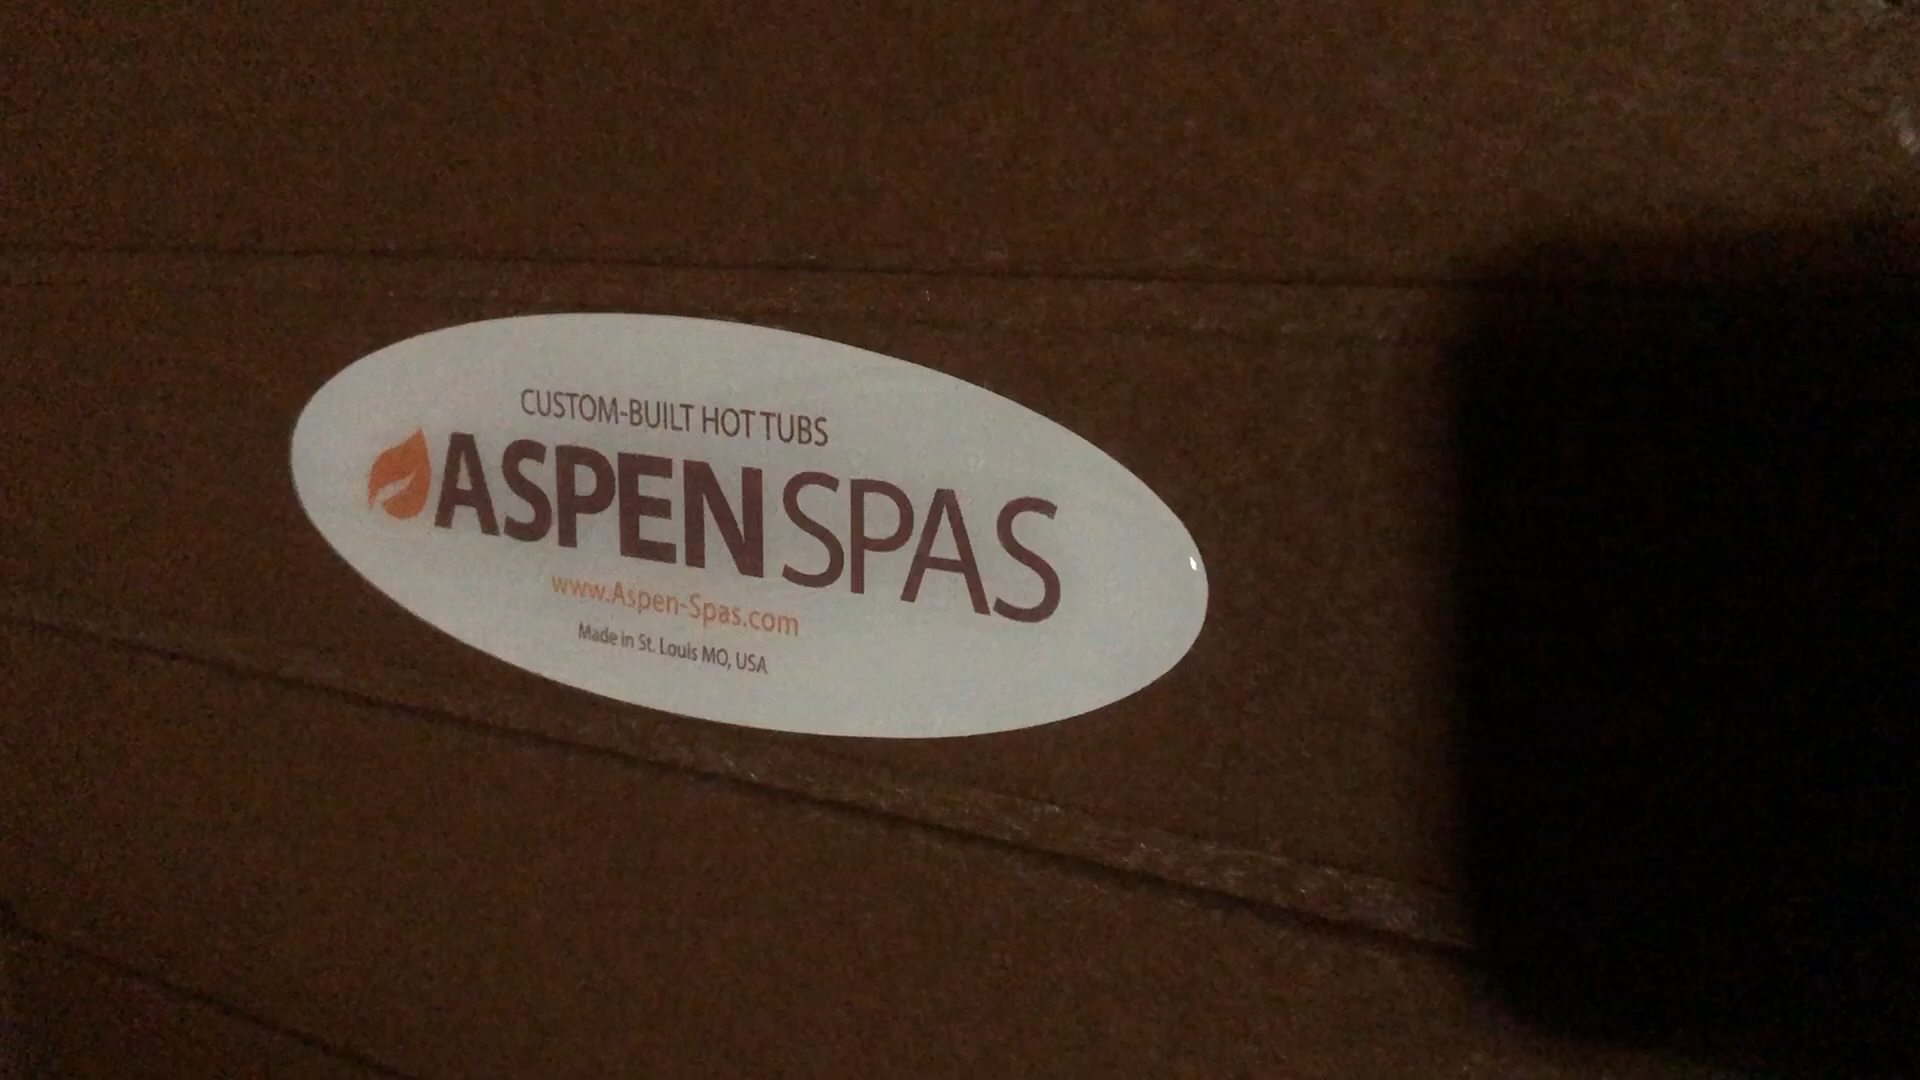 CUSTOM-BUILT HOT TUBS
ASPEN SPAS
www.Aspen-Spas.com
Made in St. Louis MO, USA